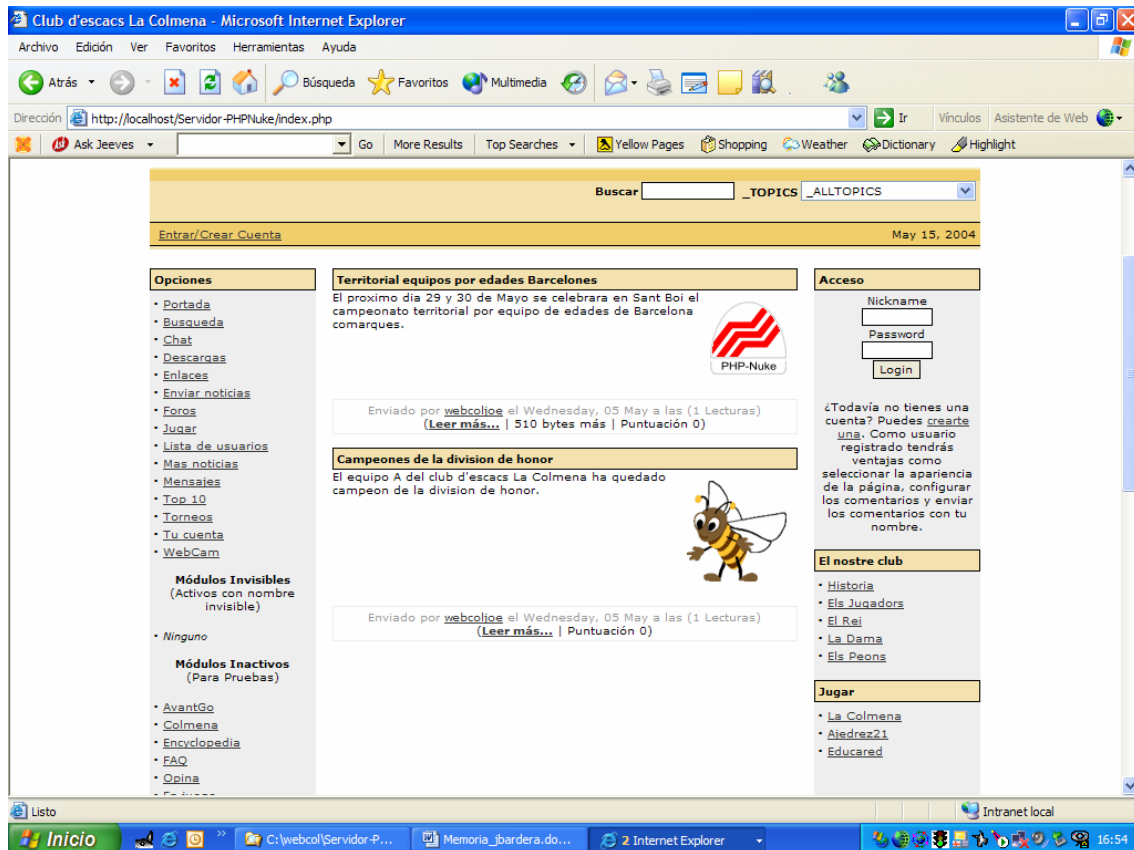 Club d'escacs La Colmena - Microsoft Internet Explorer
Archivo Edición Ver Favoritos Herramientas Ayuda
Atrás Búsqueda Favoritos Multimedia
Dirección http://localhost/Servidor-PHPNuke/index.php Ir Vínculos Asistente de Web
Ask Jeeves Go More Results Top Searches Yellow Pages Shopping Weather Dictionary Highlight
Buscar _TOPICS _ALLTOPICS
Entrar/Crear Cuenta May 15, 2004
Opciones
· Portada
· Busqueda
· Chat
· Descargas
· Enlaces
· Enviar noticias
· Foros
· Jugar
· Lista de usuarios
· Mas noticias
· Mensajes
· Top 10
· Torneos
· Tu cuenta
· WebCam
Módulos Invisibles
(Activos con nombre
invisible)
· Ninguno
Módulos Inactivos
(Para Pruebas)
· AvantGo
· Colmena
· Encyclopedia
· FAQ
· Opina
Territorial equipos por edades Barcelones
El proximo dia 29 y 30 de Mayo se celebrara en Sant Boi el
campeonato territorial por equipo de edades de Barcelona
comarques.
PHP-Nuke
Enviado por webcoljoe el Wednesday, 05 May a las (1 Lecturas)
(Leer más... | 510 bytes más | Puntuación 0)
Campeones de la division de honor
El equipo A del club d'escacs La Colmena ha quedado
campeon de la division de honor.
Enviado por webcoljoe el Wednesday, 05 May a las (1 Lecturas)
(Leer más... | Puntuación 0)
Acceso
Nickname
Password
Login
¿Todavía no tienes una
cuenta? Puedes crearte
una. Como usuario
registrado tendrás
ventajas como
seleccionar la apariencia
de la página, configurar
los comentarios y enviar
los comentarios con tu
nombre.
El nostre club
· Historia
· Els Jugadors
· El Rei
· La Dama
· Els Peons
Jugar
· La Colmena
· Ajedrez21
· Educared
Listo Intranet local
Inicio C:\webcol\Servidor-P... Memoria_jbardera.do... 2 Internet Explorer 16:54